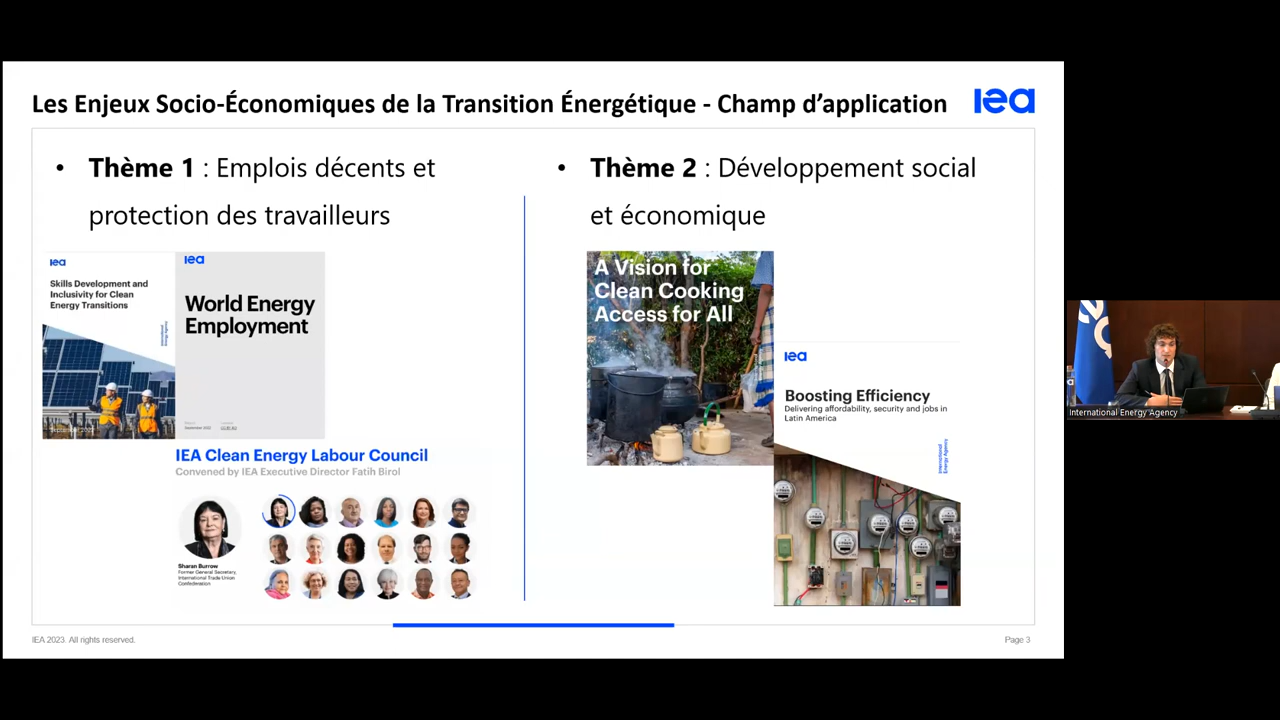 Les Enjeux Socio-Économiques de la Transition Énergétique - Champ d’application
iea
• Thème 1 : Emplois décents et
protection des travailleurs
iea
Skills Development and
Inclusivity for Clean
Energy Transitions
International
Energy Agency
iea
World Energy
Employment
IEA Clean Energy Labour Council
Convened by IEA Executive Director Fatih Birol
Sharan Burrow
Former General Secretary,
International Trade Union
Confederation
• Thème 2 : Développement social
et économique
A Vision for
Clean Cooking
Access for All
iea
Boosting Efficiency
Delivering affordability, security and jobs in
Latin America
International
Energy Agency
IEA 2023. All rights reserved.
Page 3
International Energy Agency